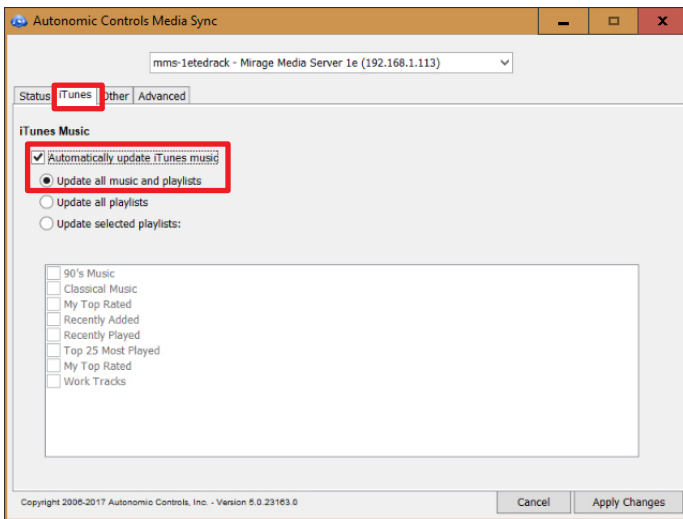 Autonomic Controls Media Sync
mms-1etedrack - Mirage Media Server 1e (192.168.1.113)
Status iTunes Other Advanced
iTunes Music
Automatically update iTunes music
Update all music and playlists
Update all playlists
Update selected playlists:
90's Music
Classical Music
My Top Rated
Recently Added
Recently Played
Top 25 Most Played
My Top Rated
Work Tracks
Copyright 2006-2017 Autonomic Controls, Inc. - Version 5.0.23163.0 Cancel Apply Changes